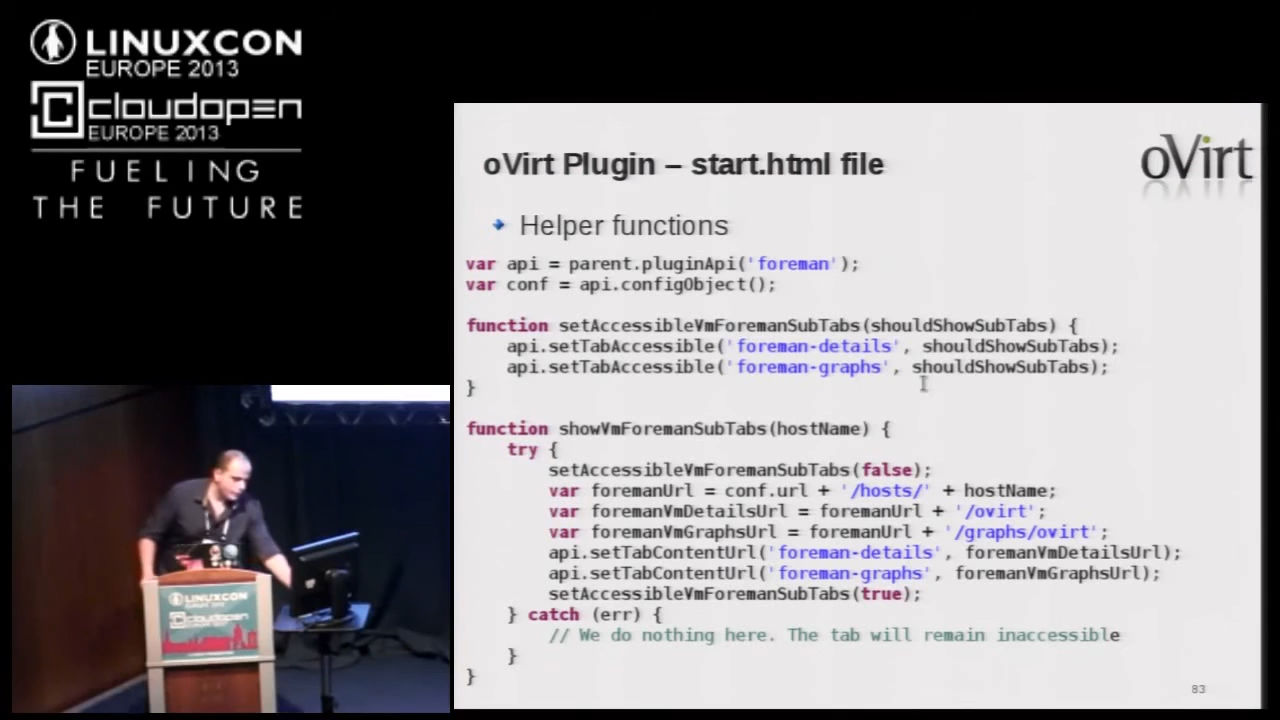 LINUXCON
EUROPE 2013
cloudopen
EUROPE 2013
FUELING
THE FUTURE
oVirt Plugin – start.html file
oVirt
Helper functions
var api = parent.pluginApi('foreman');
var conf = api.configObject();
function setAccessibleVmForemanSubTabs(shouldShowSubTabs) {
    api.setTabAccessible('foreman-details', shouldShowSubTabs);
    api.setTabAccessible('foreman-graphs', shouldShowSubTabs);
}
function showVmForemanSubTabs(hostName) {
    try {
        setAccessibleVmForemanSubTabs(false);
        var foremanUrl = conf.url + '/hosts/' + hostName;
        var foremanVmDetailsUrl = foremanUrl + '/ovirt';
        var foremanVmGraphsUrl = foremanUrl + '/graphs/ovirt';
        api.setTabContentUrl('foreman-details', foremanVmDetailsUrl);
        api.setTabContentUrl('foreman-graphs', foremanVmGraphsUrl);
        setAccessibleVmForemanSubTabs(true);
    } catch (err) {
        // We do nothing here. The tab will remain inaccessible
    }
}
83
LINUXCON
cloudopen